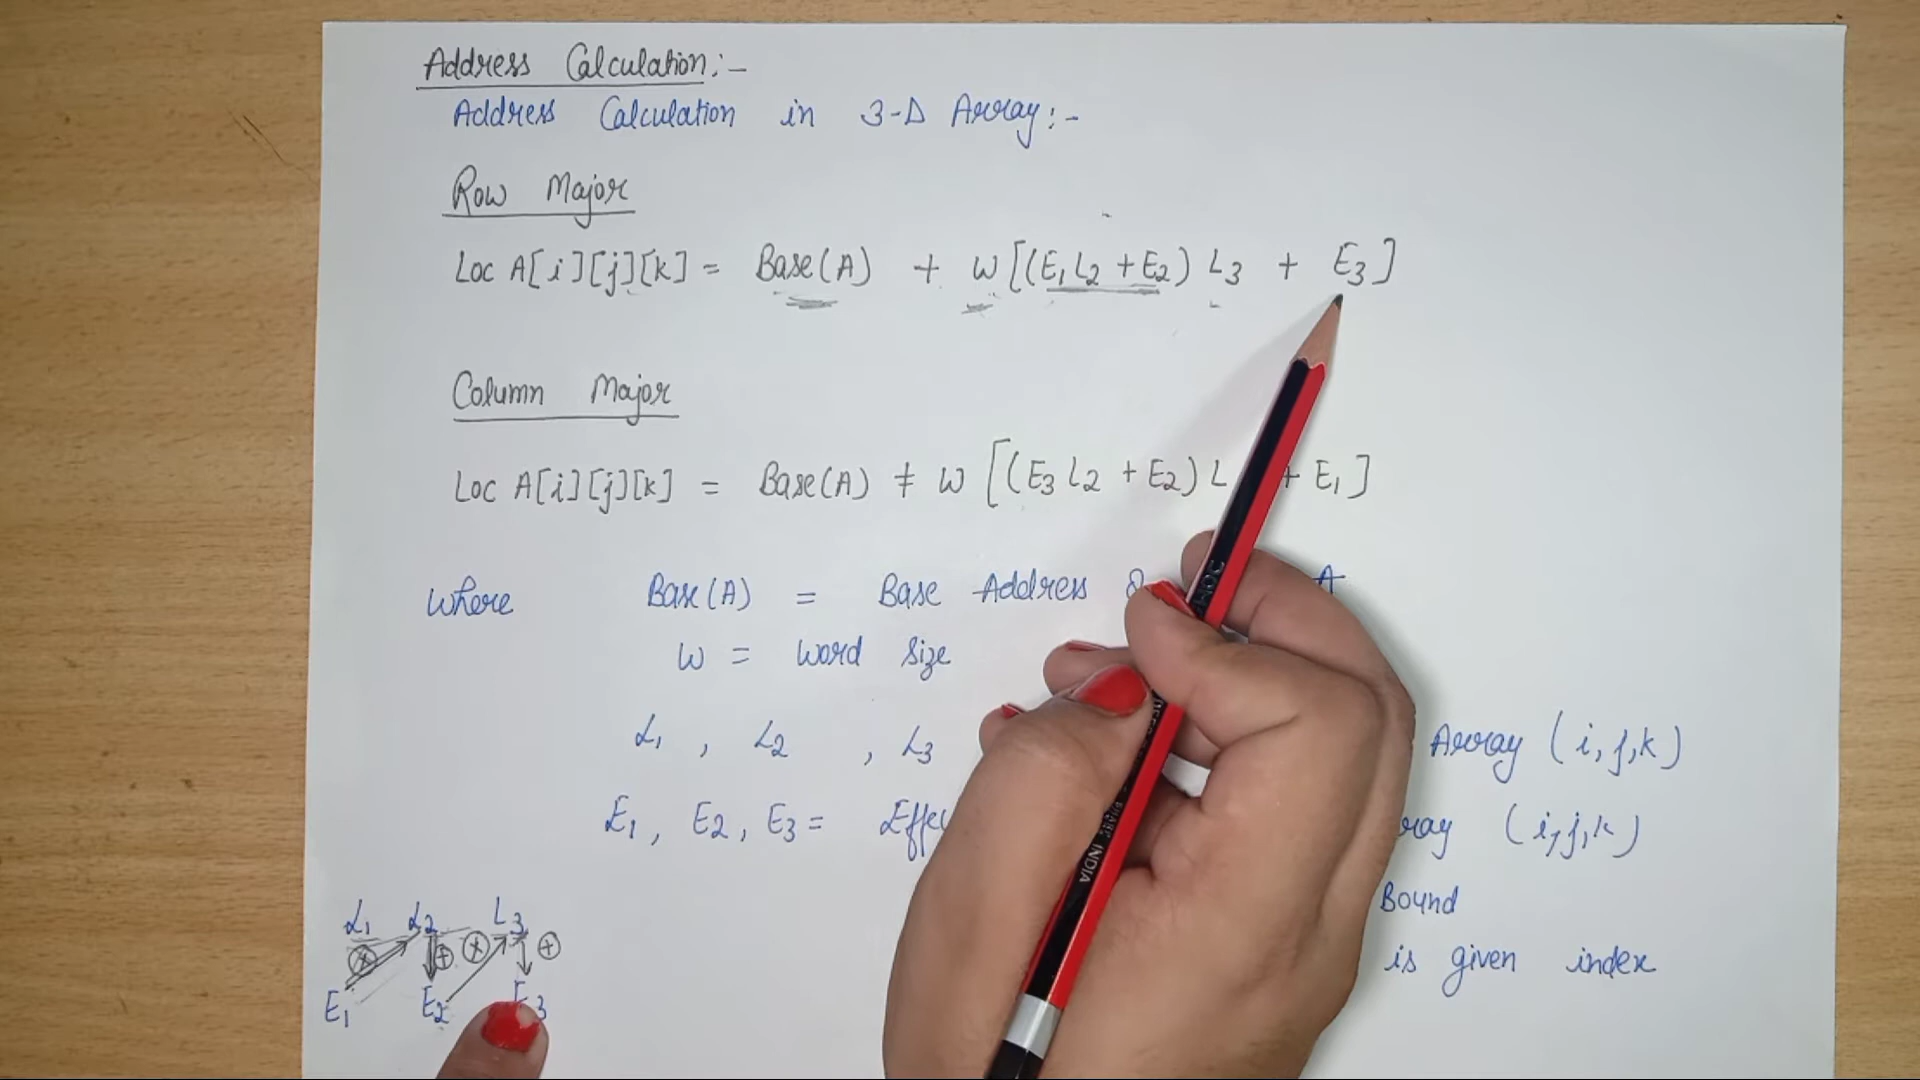 Address Calculation:-
Address Calculation in 3-D Array:-
Row Major
Loc A[i][j][k] = Base(A) + W[(E1L2 + E2) L3 + E3]
Column Major
Loc A[i][j][k] = Base(A) + W [(E3 L2 + E2) L + E1]
Where Base(A) = Base Address A
W = Word Size
L1, L2, L3 Array (i, j, k)
E1, E2, E3 = (i, j, k)
Bound
is given index
L1 L2 L3
× + × +
E1 E2 E3
INDIA